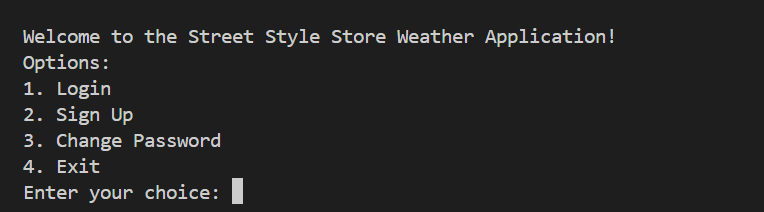 Welcome to the Street Style Store Weather Application!
Options:
1. Login
2. Sign Up
3. Change Password
4. Exit
Enter your choice: